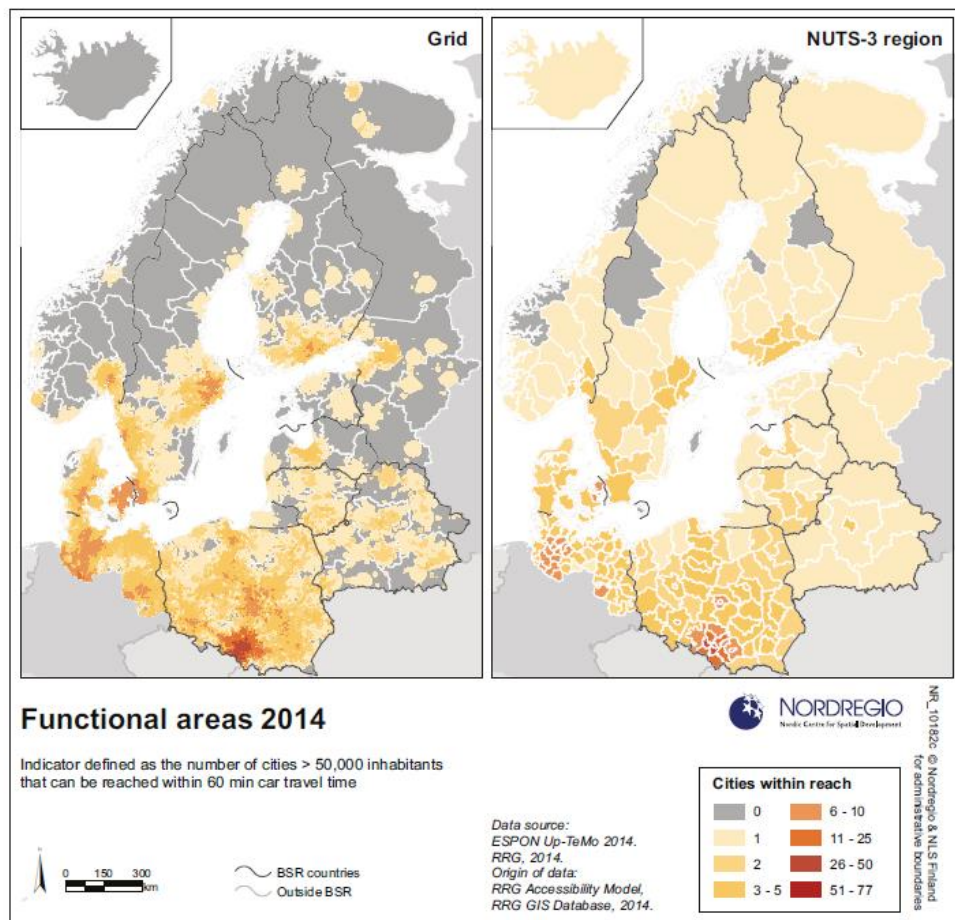 Grid
NUTS-3 region
Functional areas 2014
Indicator defined as the number of cities > 50,000 inhabitants
that can be reached within 60 min car travel time
N
0 150 300
km
BSR countries
Outside BSR
Data source:
ESPON Up-TeMo 2014.
RRG, 2014.
Origin of data:
RRG Accessibility Model,
RRG GIS Database, 2014.
NORDREGIO
Nordic Centre for Spatial Development
Cities within reach
0
1
2
3 - 5
6 - 10
11 - 25
26 - 50
51 - 77
NR_10182c © Nordregio & NLS Finland
for administrative boundaries